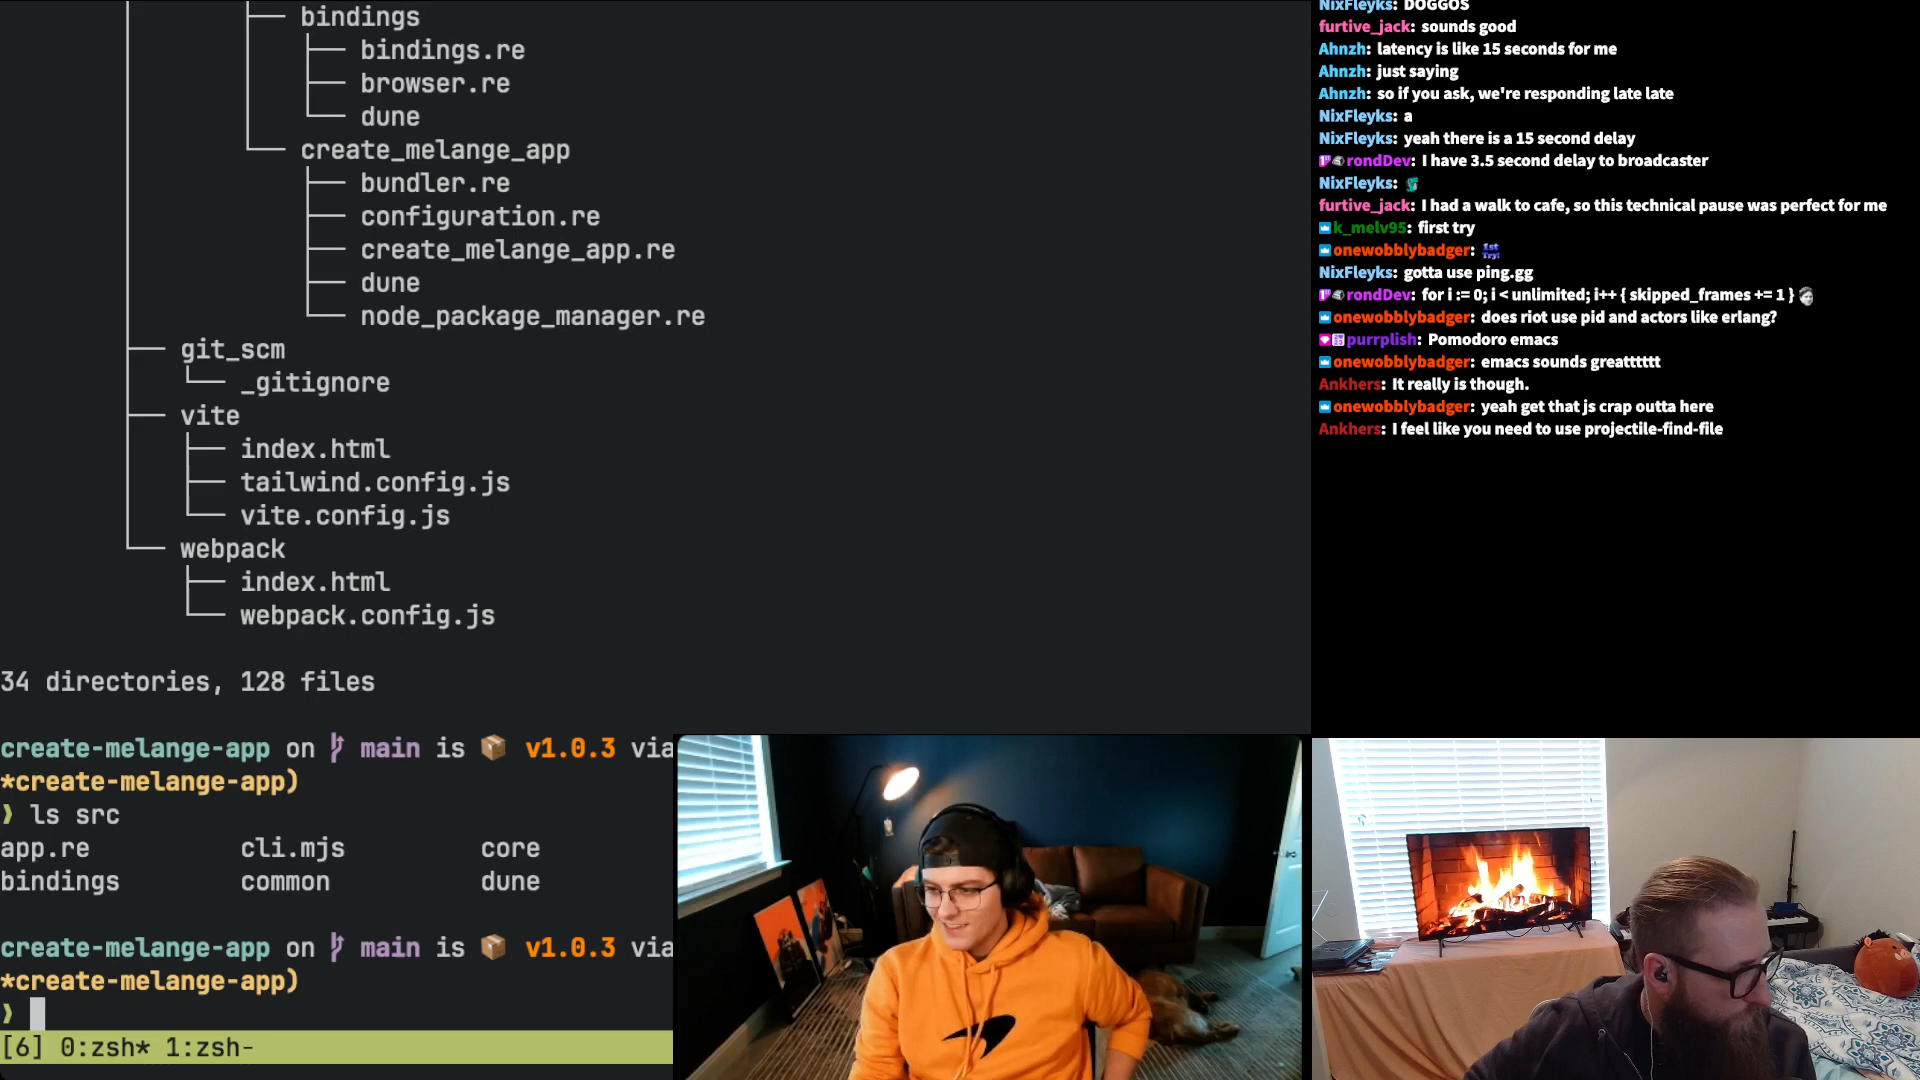 bindings
bindings.re
browser.re
dune
create_melange_app
bundler.re
configuration.re
create_melange_app.re
dune
node_package_manager.re
git_scm
_gitignore
vite
index.html
tailwind.config.js
vite.config.js
webpack
index.html
webpack.config.js
34 directories, 128 files
create-melange-app on main is v1.0.3 via
*create-melange-app)
❯ ls src
app.re cli.mjs core
bindings common dune
create-melange-app on main is v1.0.3 via
*create-melange-app)
❯
[6] 0:zsh* 1:zsh-
NixFleyks: DOGGOS
furtive_jack: sounds good
Ahnzh: latency is like 15 seconds for me
Ahnzh: just saying
Ahnzh: so if you ask, we're responding late late
NixFleyks: a
NixFleyks: yeah there is a 15 second delay
rondDev: I have 3.5 second delay to broadcaster
NixFleyks:
furtive_jack: I had a walk to cafe, so this technical pause was perfect for me
k_melv95: first try
onewobblybadger: 1st Try!
NixFleyks: gotta use ping.gg
rondDev: for i := 0; i < unlimited; i++ { skipped_frames += 1 }
onewobblybadger: does riot use pid and actors like erlang?
purrplish: Pomodoro emacs
onewobblybadger: emacs sounds greatttttt
Ankhers: It really is though.
onewobblybadger: yeah get that js crap outta here
Ankhers: I feel like you need to use projectile-find-file